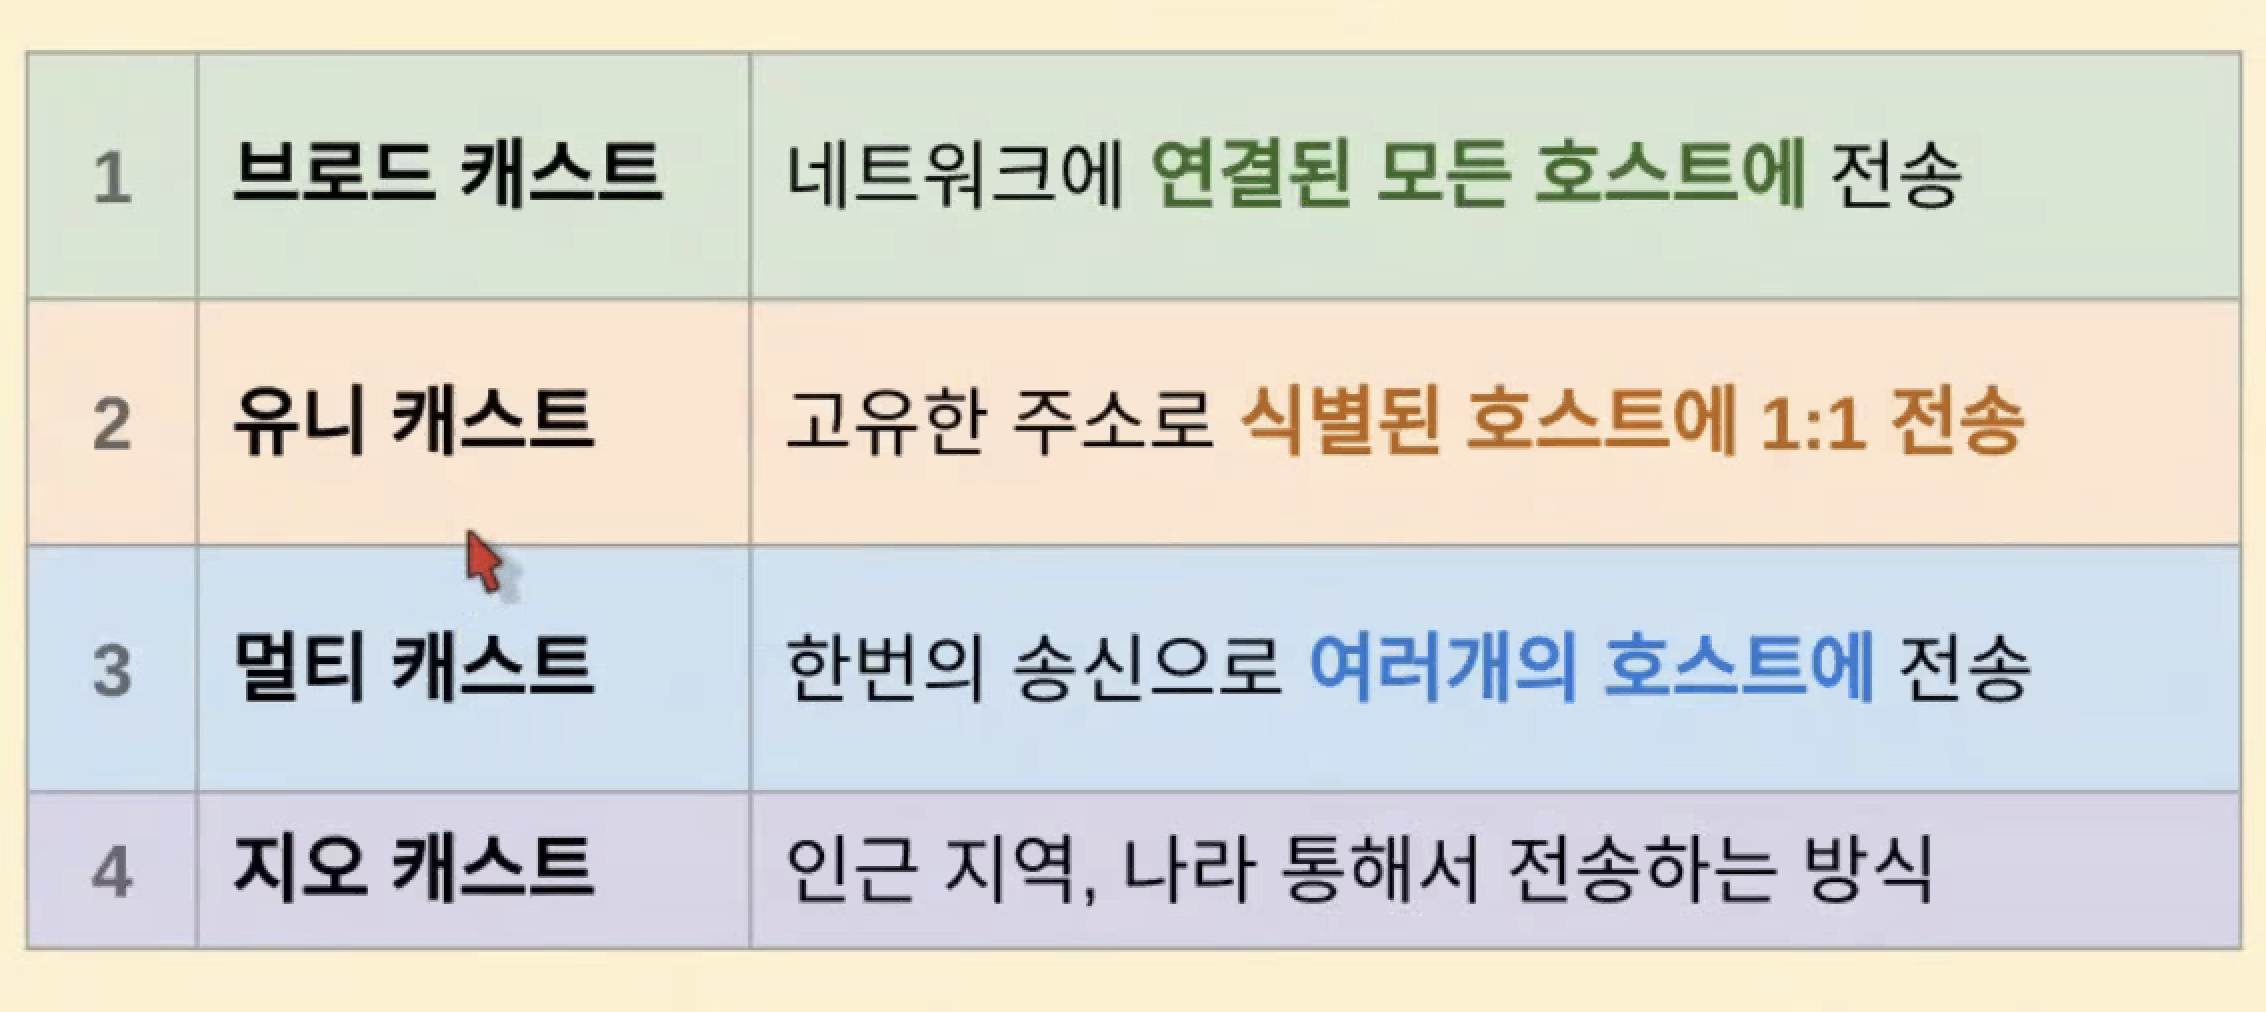 1 브로드 캐스트 네트워크에 연결된 모든 호스트에 전송
2 유니 캐스트 고유한 주소로 식별된 호스트에 1:1 전송
3 멀티 캐스트 한번의 송신으로 여러개의 호스트에 전송
4 지오 캐스트 인근 지역, 나라 통해서 전송하는 방식